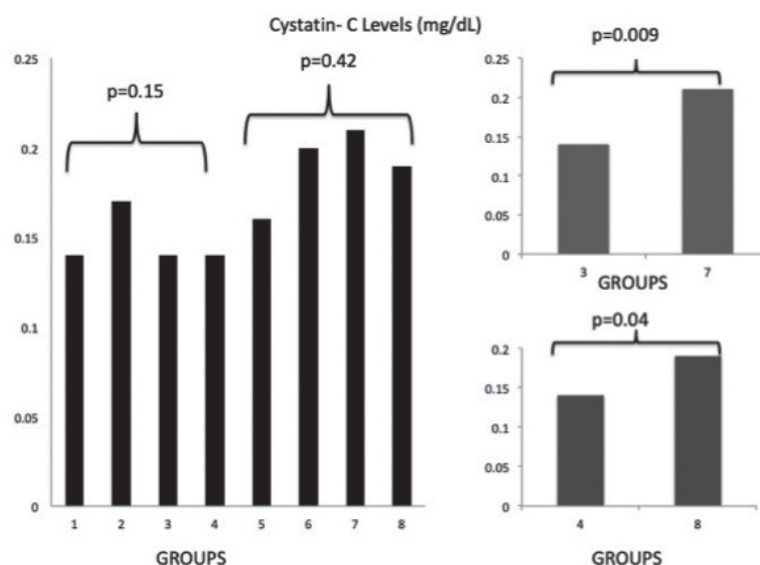 Cystatin- C Levels (mg/dL)
0.25
0.2
0.15
0.1
0.05
0
p=0.15
p=0.42
1 2 3 4 5 6 7 8
GROUPS
p=0.009
0.25
0.2
0.15
0.1
0.05
0
3 7
GROUPS
p=0.04
0.2
0.15
0.1
0.05
0
4 8
GROUPS